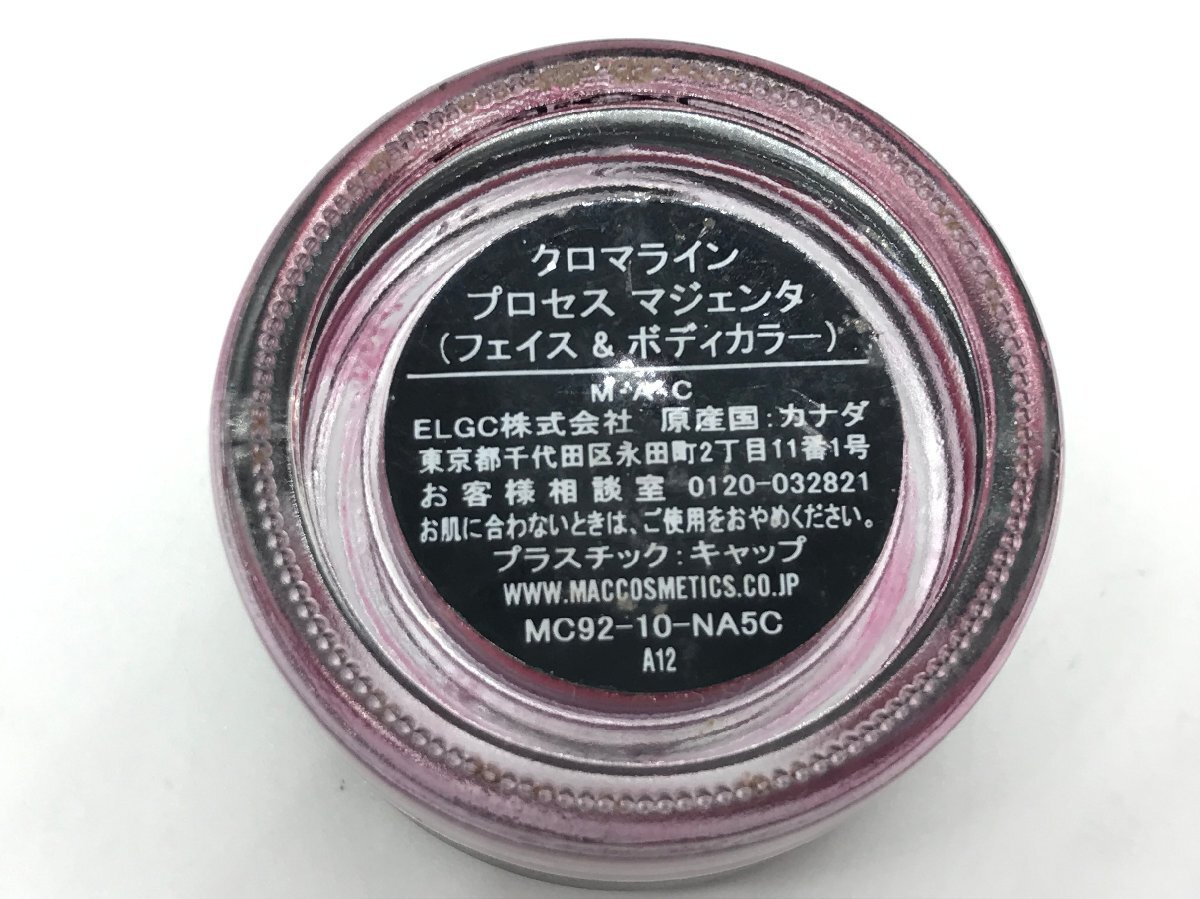 クロマライン
プロセス マジェンタ
(フェイス & ボディカラー)
M·A·C
ELGC株式会社 原産国:カナダ
東京都千代田区永田町2丁目11番1号
お客様相談室 0120-032821
お肌に合わないときは、ご使用をおやめください。
プラスチック:キャップ
WWW.MACCOSMETICS.CO.JP
MC92-10-NA5C
A12